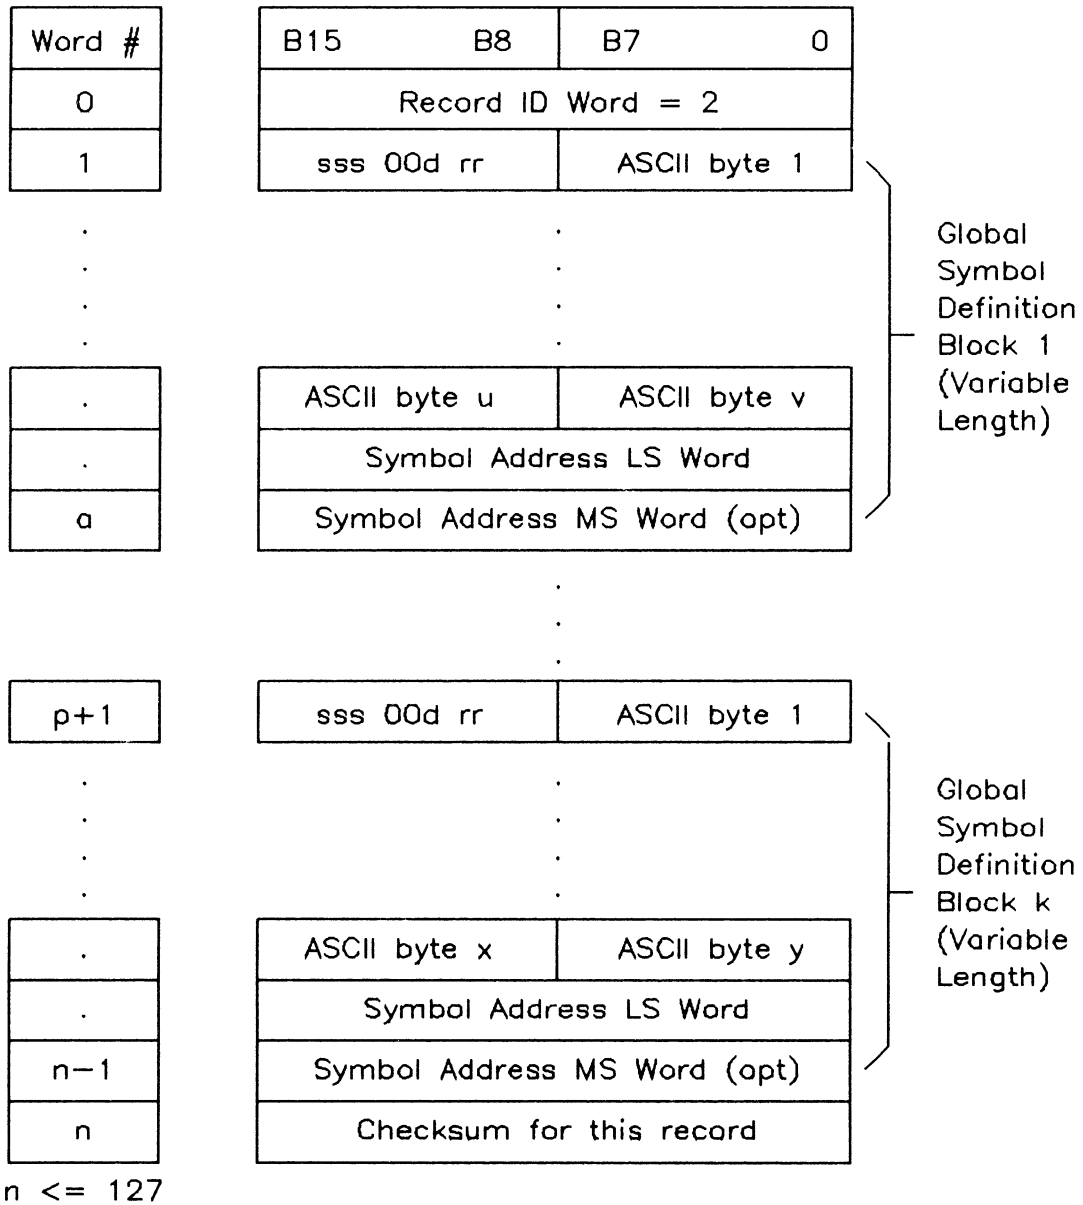 Word # B15 B8 B7 0
0 Record ID Word = 2
1 sss 00d rr ASCII byte 1
Global
Symbol
Definition
Block 1
(Variable
Length)
. ASCII byte u ASCII byte v
. Symbol Address LS Word
a Symbol Address MS Word (opt)
p+1 sss 00d rr ASCII byte 1
Global
Symbol
Definition
Block k
(Variable
Length)
. ASCII byte x ASCII byte y
. Symbol Address LS Word
n-1 Symbol Address MS Word (opt)
n Checksum for this record
n <= 127